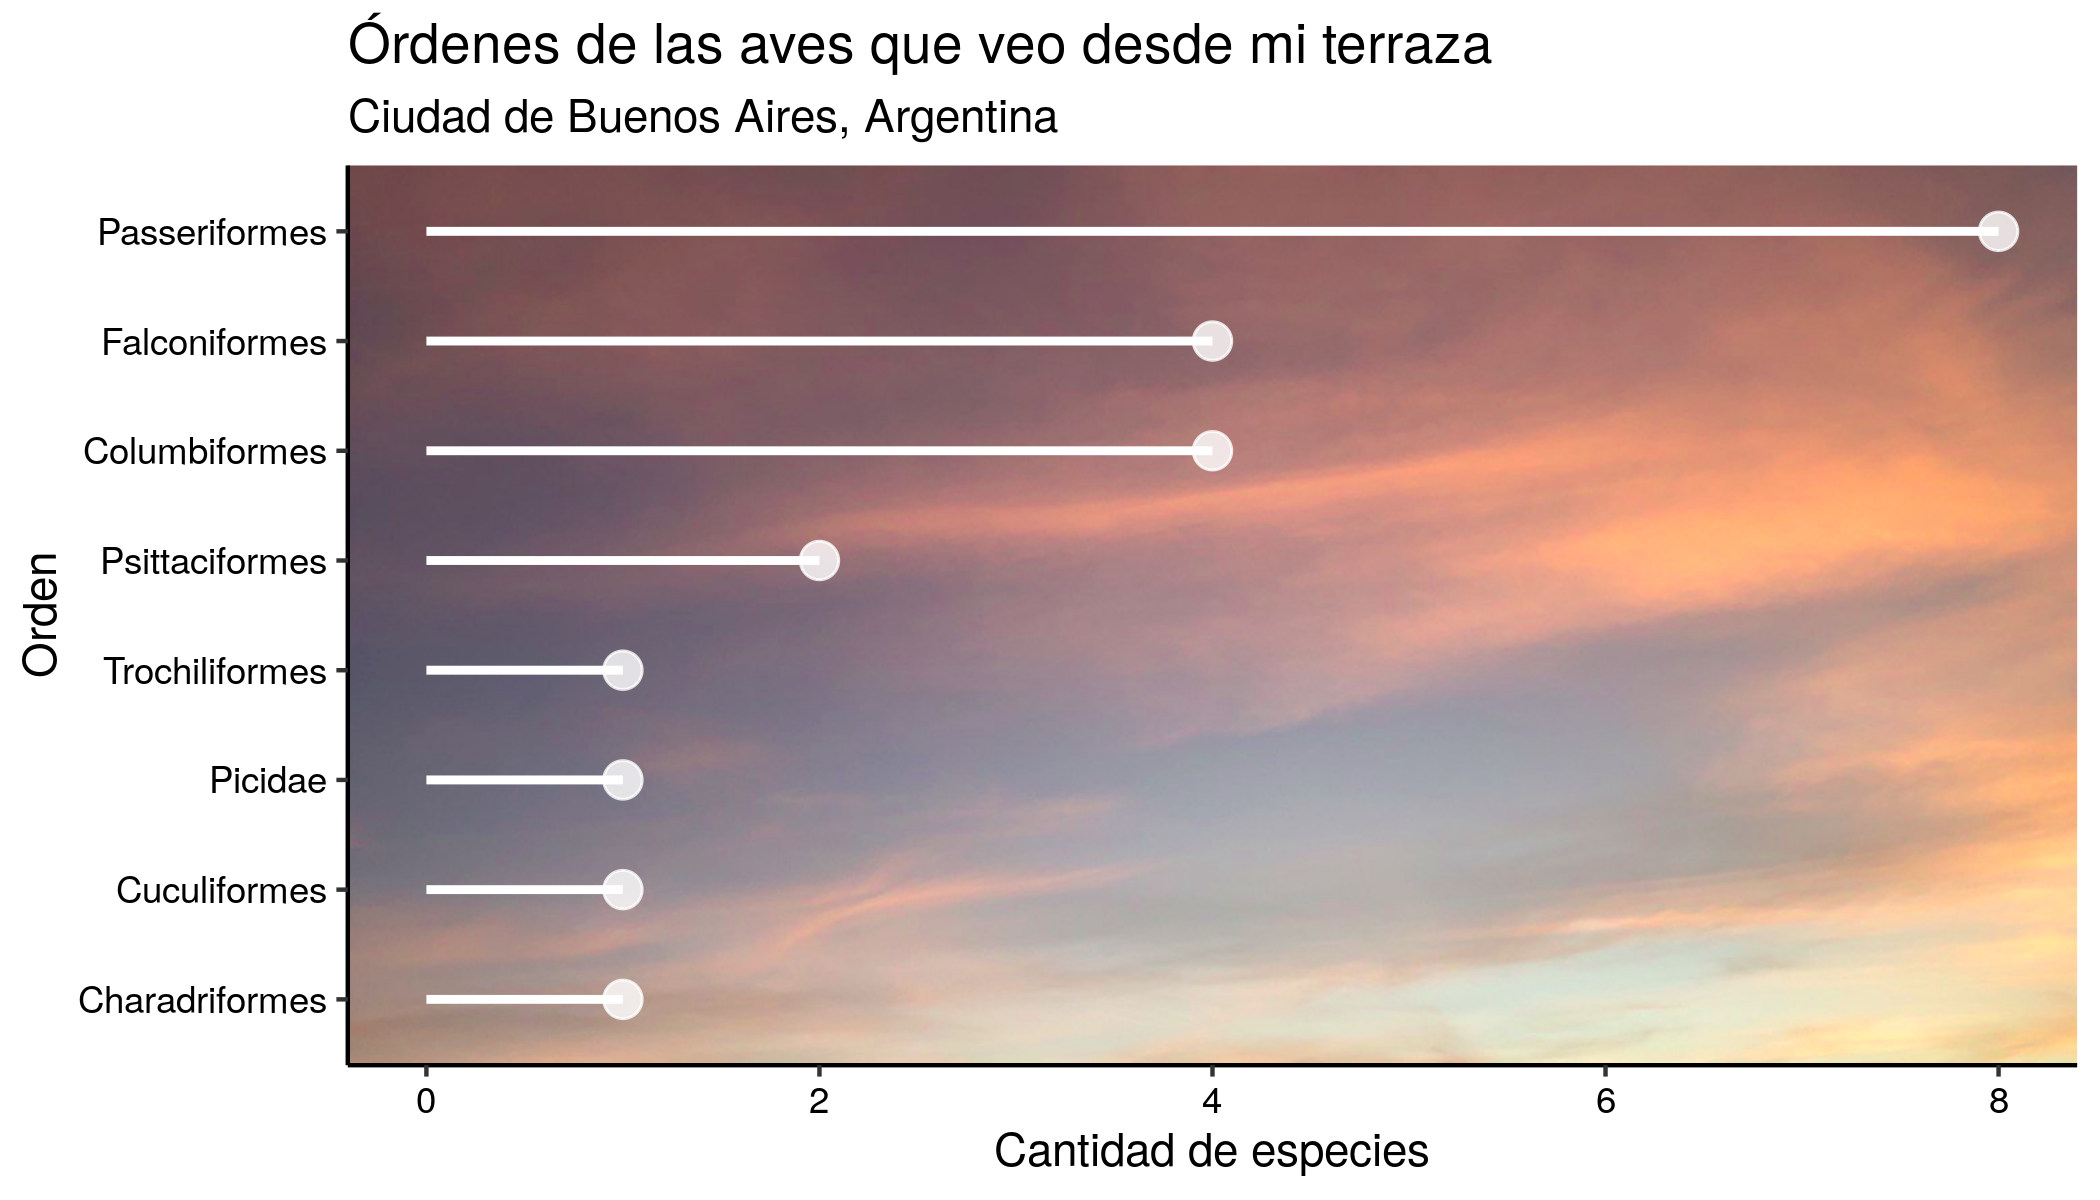 Órdenes de las aves que veo desde mi terraza
Ciudad de Buenos Aires, Argentina
Orden
Passeriformes
Falconiformes
Columbiformes
Psittaciformes
Trochiliformes
Picidae
Cuculiformes
Charadriformes
0 2 4 6 8
Cantidad de especies